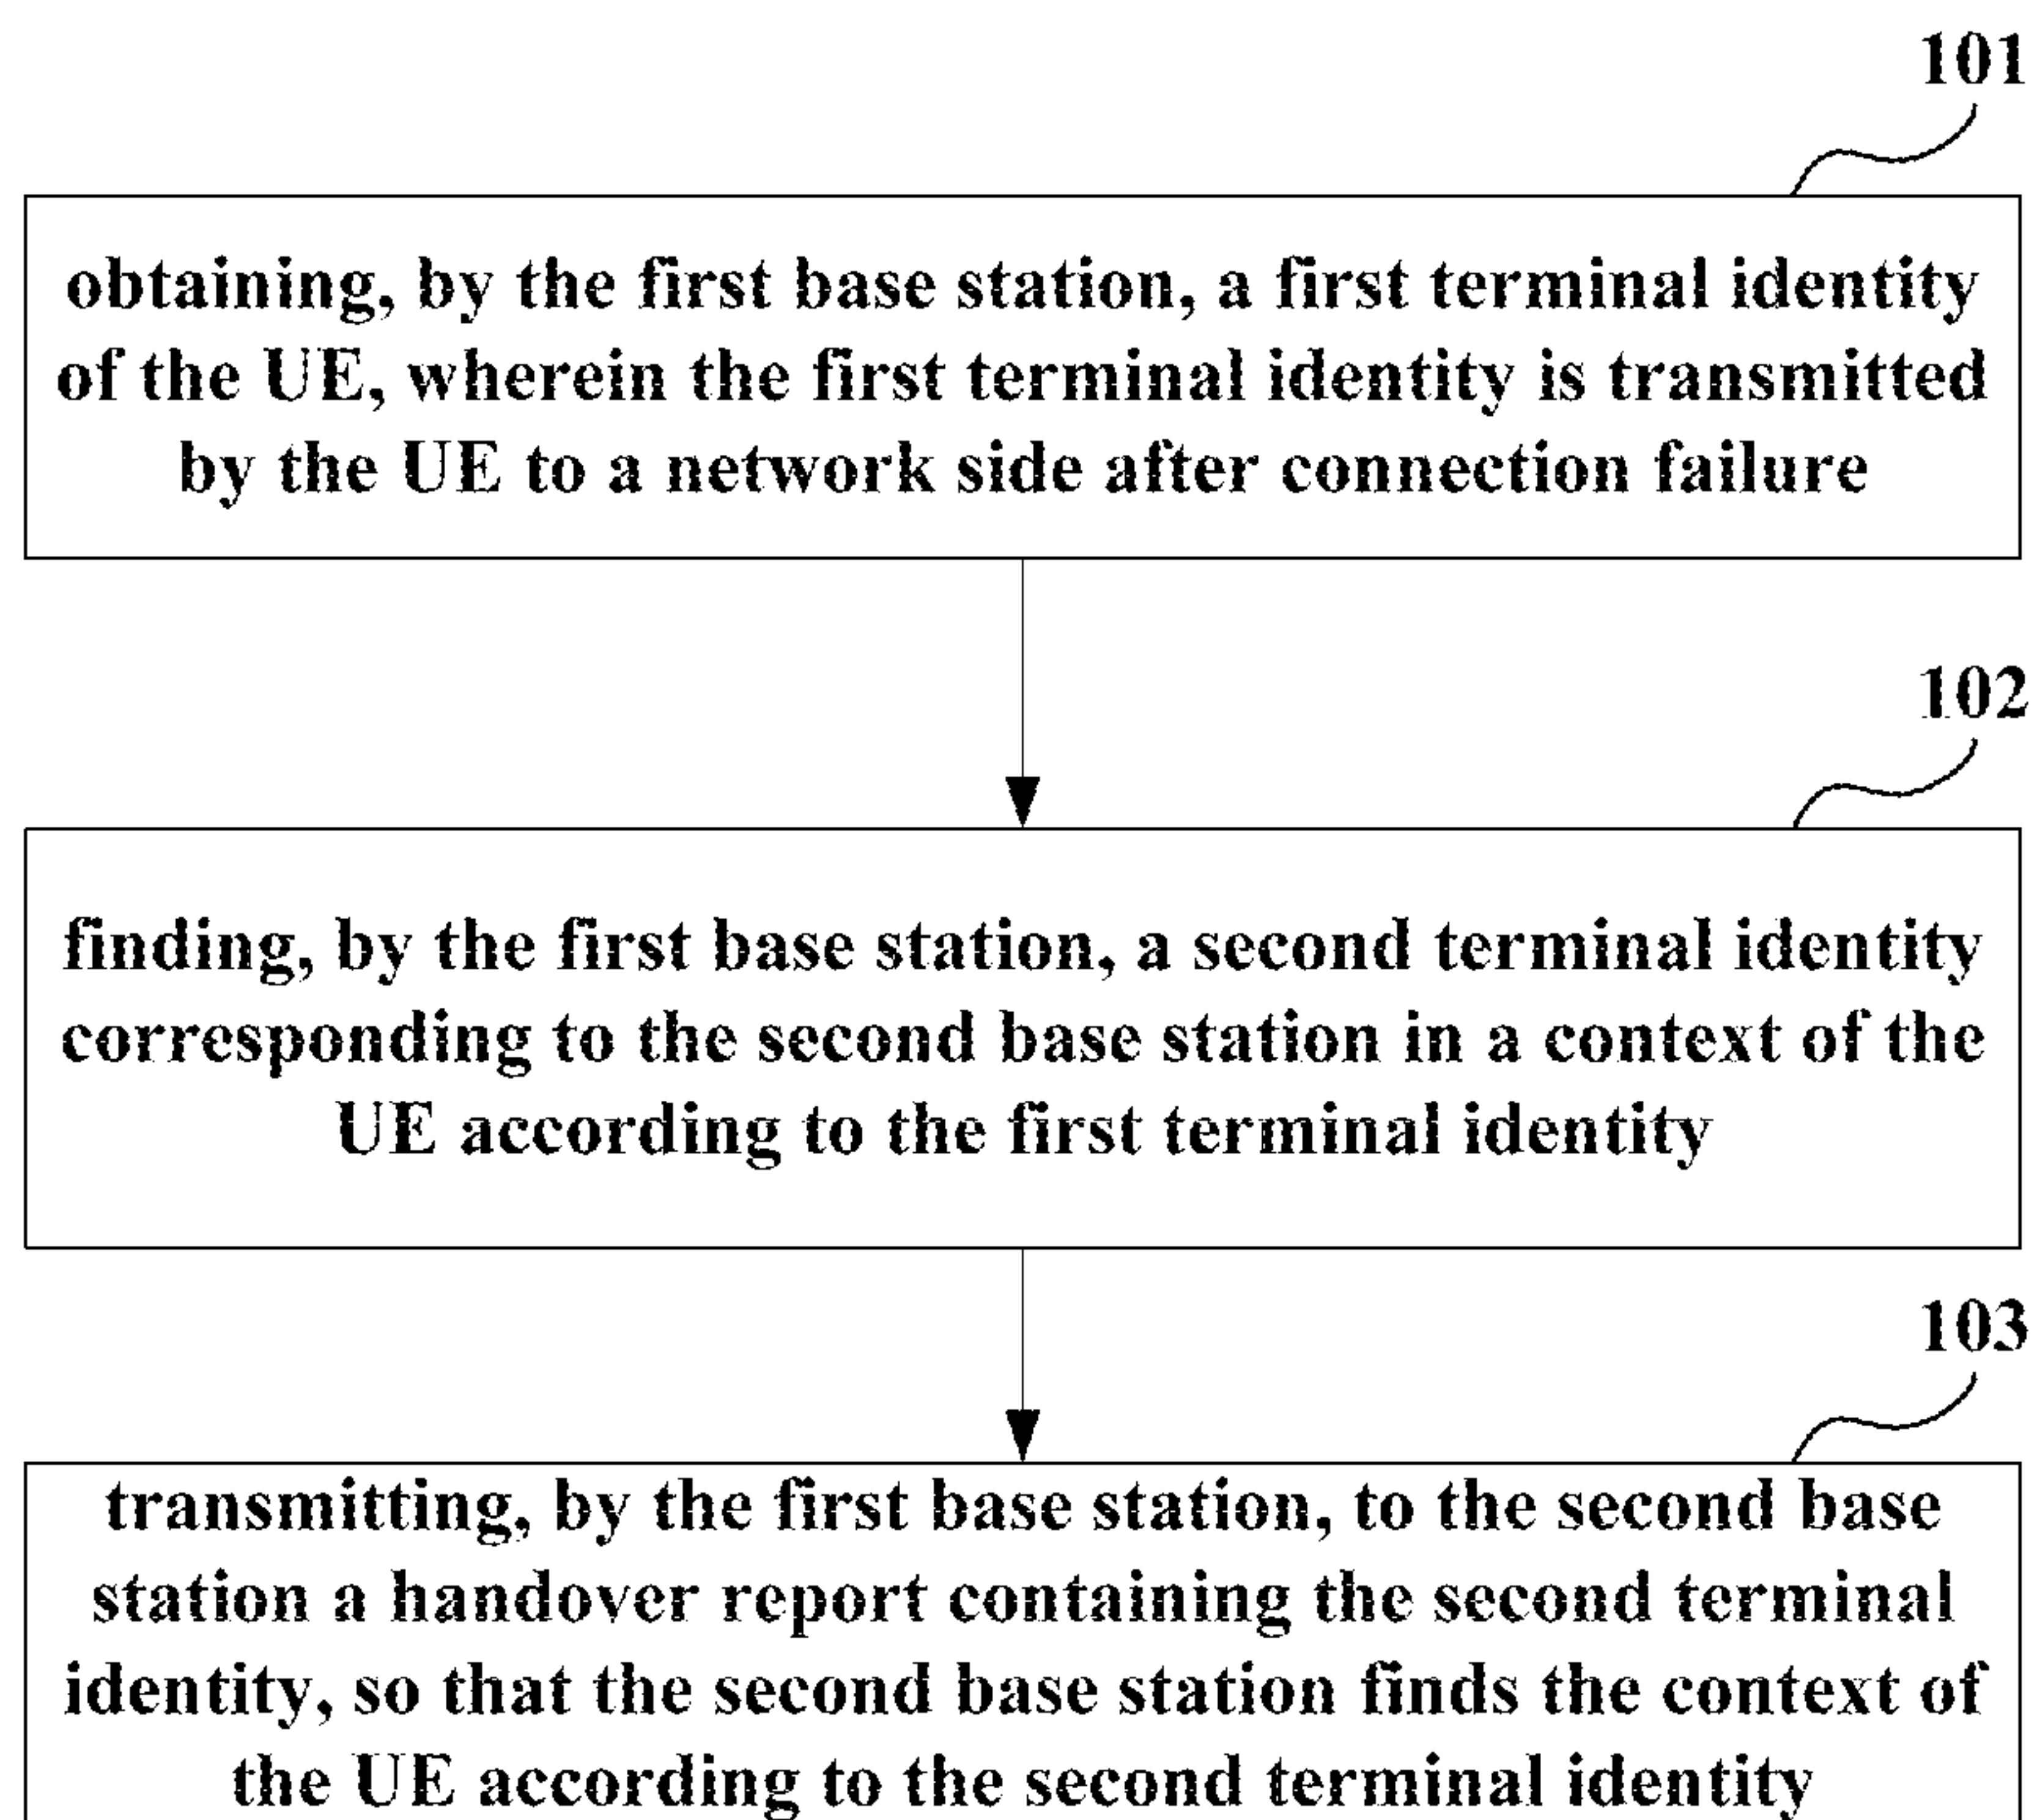 101
obtaining, by the first base station, a first terminal identity
of the UE, wherein the first terminal identity is transmitted
by the UE to a network side after connection failure
102
finding, by the first base station, a second terminal identity
corresponding to the second base station in a context of the
UE according to the first terminal identity
103
transmitting, by the first base station, to the second base
station a handover report containing the second terminal
identity, so that the second base station finds the context of
the UE according to the second terminal identity